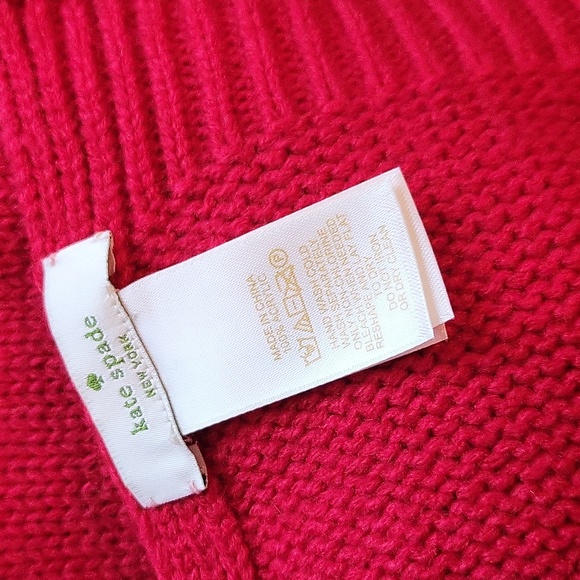 kate spade
NEW YORK
MADE IN CHINA
100% ACRYLIC
HAND WASH COLD
SEPARATELY.
WASH
ONLY NON-CHLORINE
BLEACH WHEN NEEDED
AND LAY FLAT
RESHAPE
TO DRY.
DO NOT IRON
OR DRY CLEAN